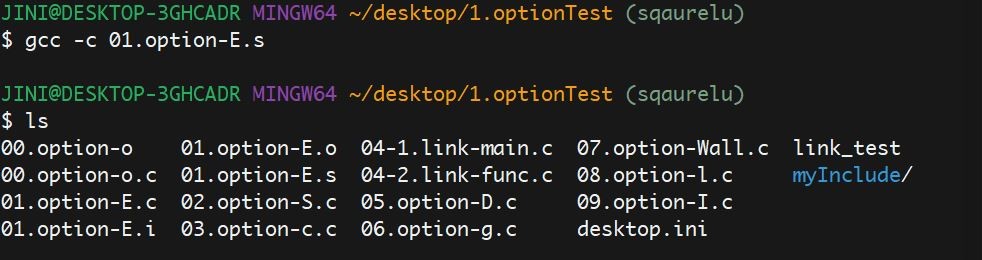 JINI@DESKTOP-3GHCADR MINGW64 ~/desktop/1.optionTest (sqaurelu)
$ gcc -c 01.option-E.s
JINI@DESKTOP-3GHCADR MINGW64 ~/desktop/1.optionTest (sqaurelu)
$ ls
00.option-o 01.option-E.o 04-1.link-main.c 07.option-Wall.c link_test
00.option-o.c 01.option-E.s 04-2.link-func.c 08.option-l.c myInclude/
01.option-E.c 02.option-S.c 05.option-D.c 09.option-I.c
01.option-E.i 03.option-c.c 06.option-g.c desktop.ini